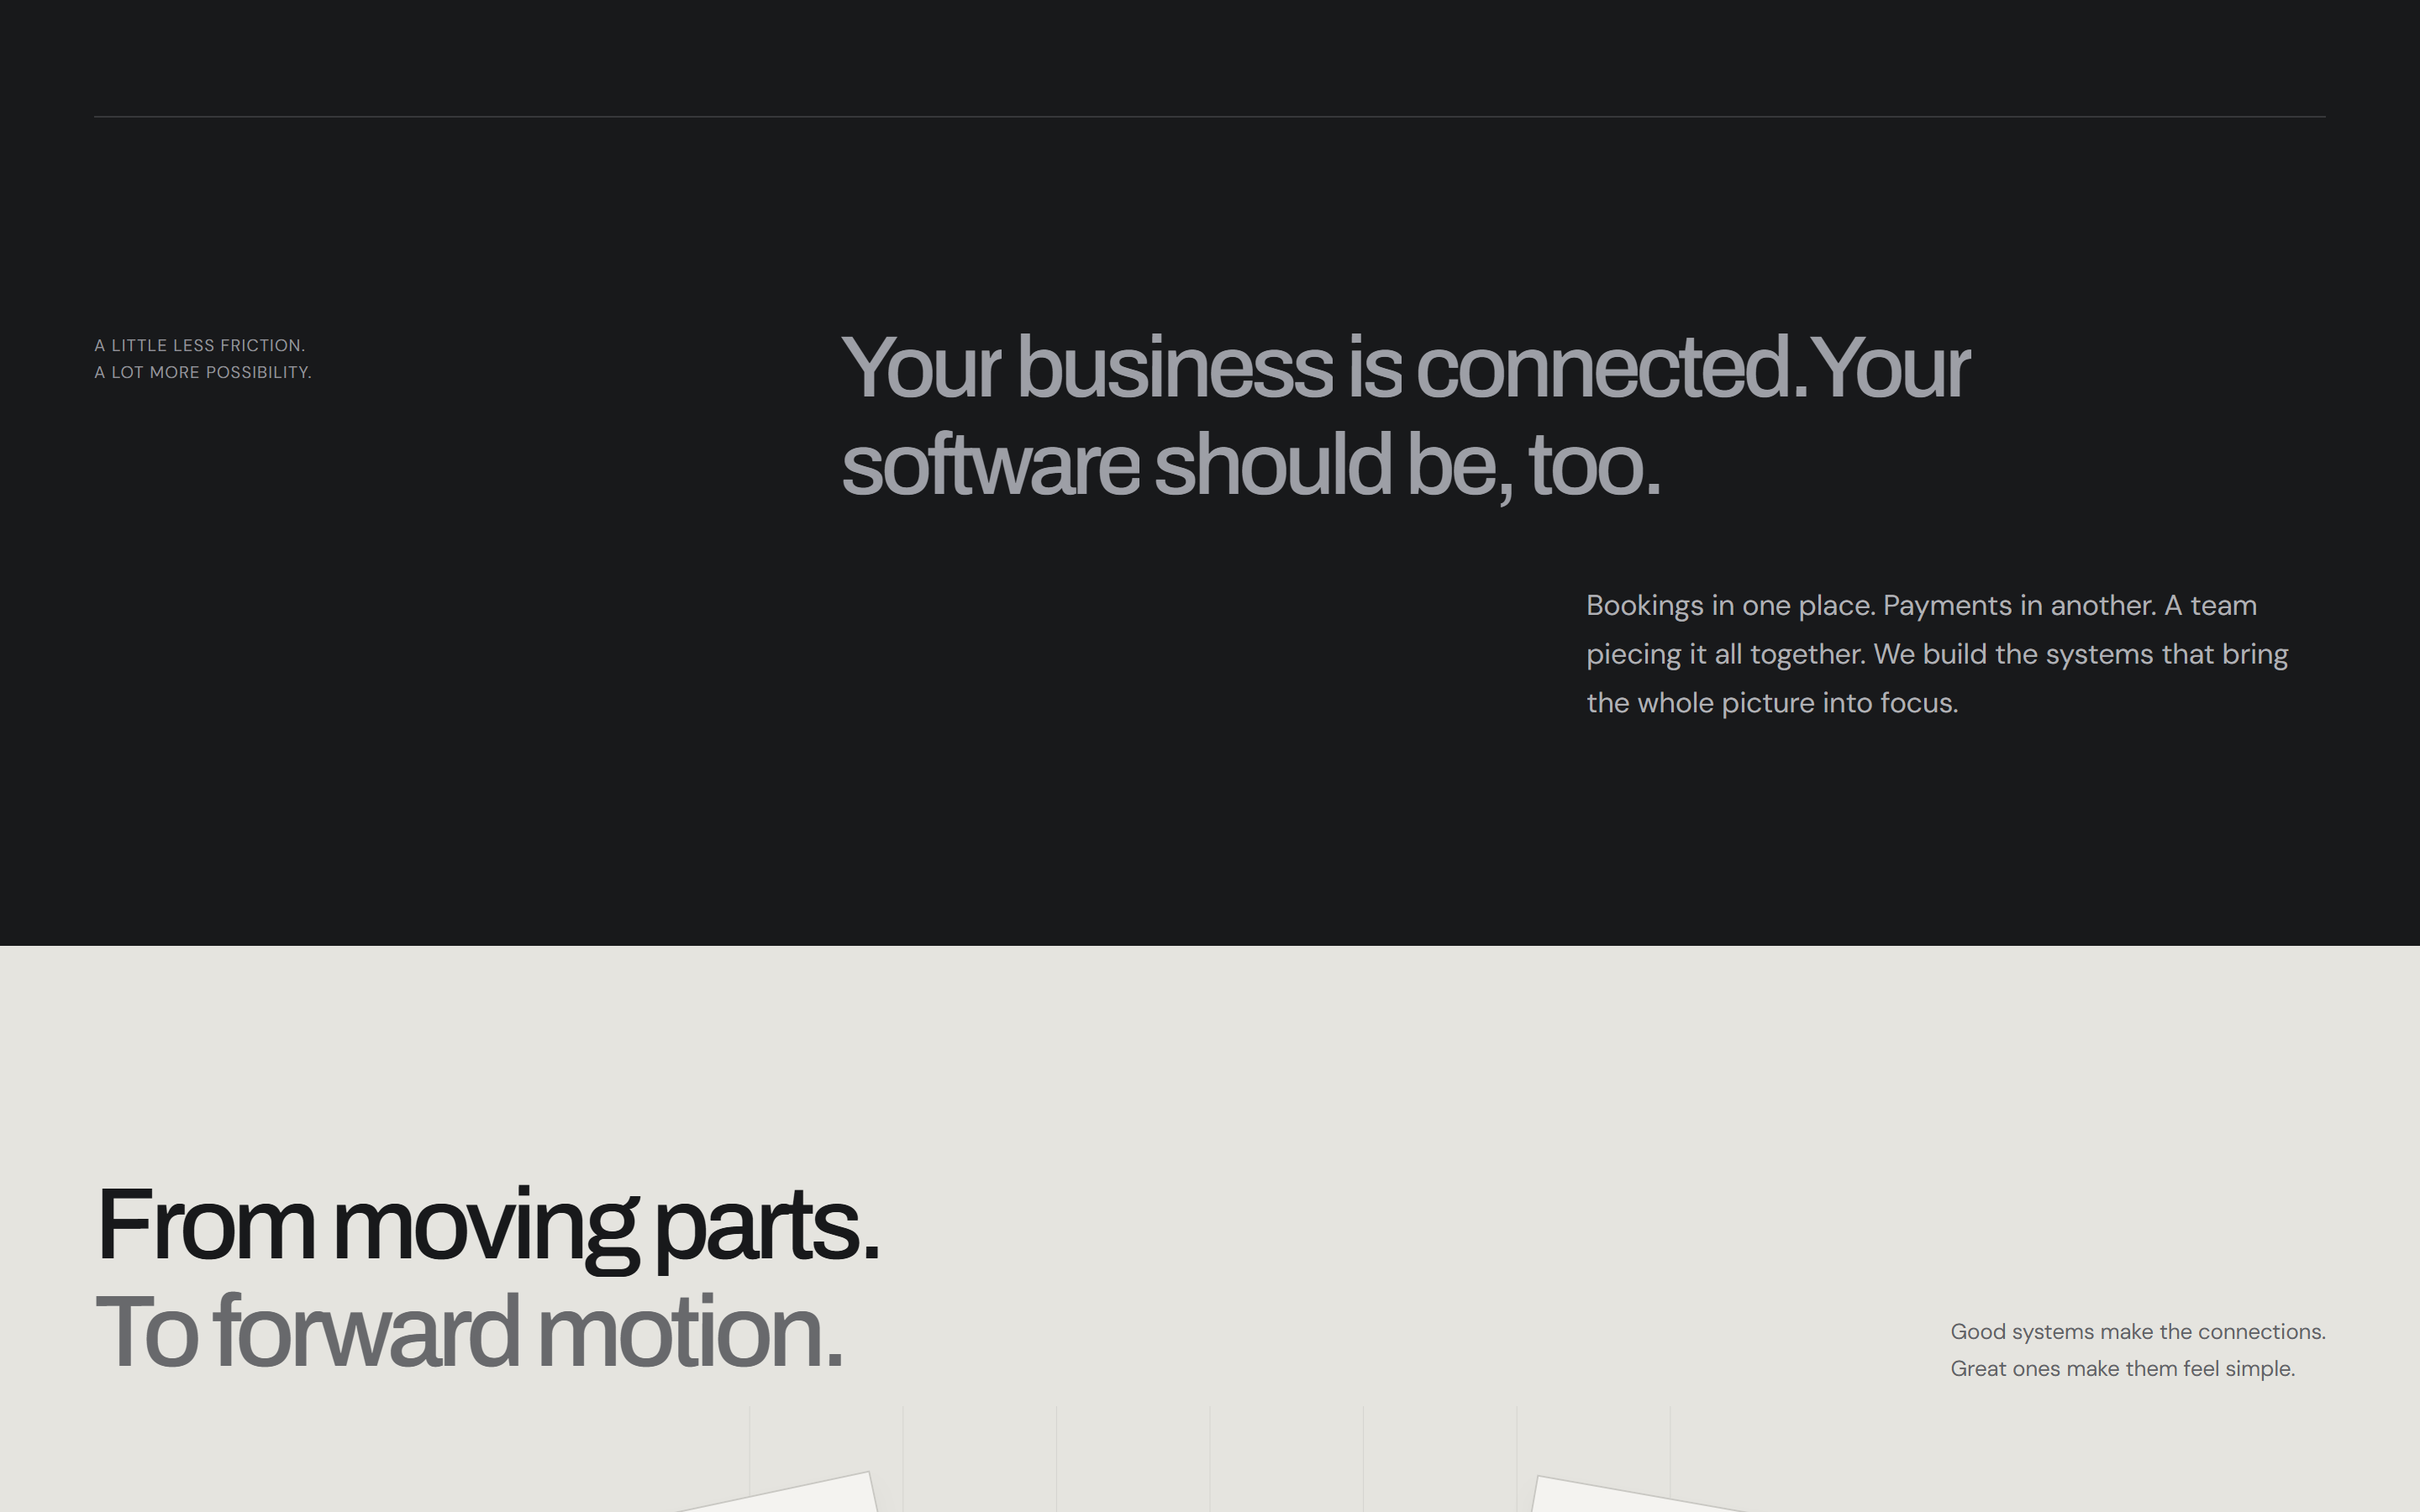 A LITTLE LESS FRICTION.
A LOT MORE POSSIBILITY.
Your business is connected. Your
software should be, too.
Bookings in one place. Payments in another. A team
piecing it all together. We build the systems that bring
the whole picture into focus.
From moving parts.
To forward motion.
Good systems make the connections.
Great ones make them feel simple.